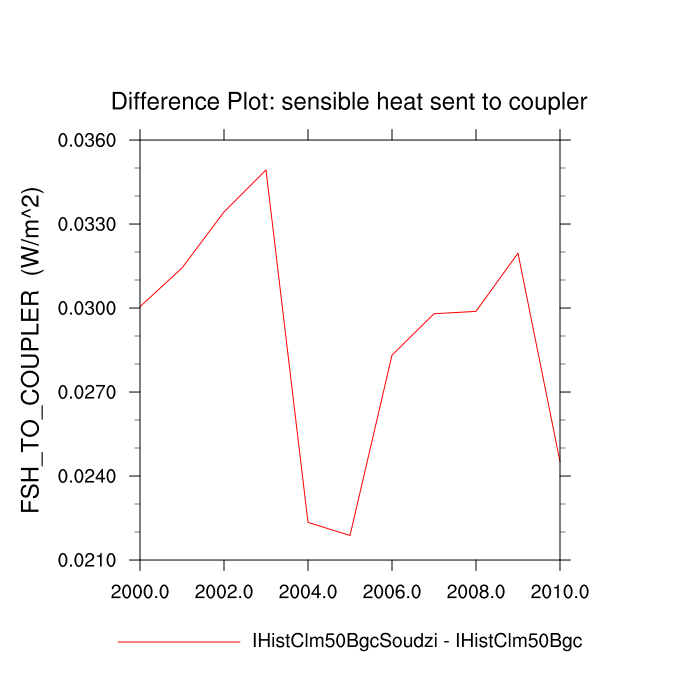 Difference Plot: sensible heat sent to coupler
FSH_TO_COUPLER (W/m^2)
0.0360
0.0330
0.0300
0.0270
0.0240
0.0210
2000.0 2002.0 2004.0 2006.0 2008.0 2010.0
IHistClm50BgcSoudzi - IHistClm50Bgc